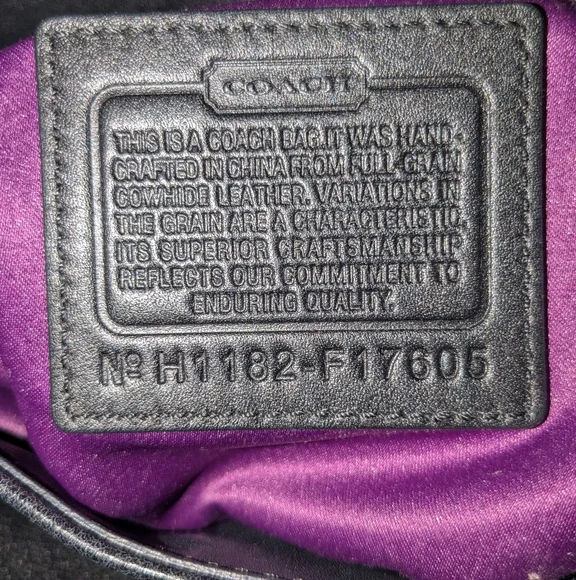 COACH
THIS IS A COACH BAG.IT WAS HAND-
CRAFTED IN CHINA FROM FULL-GRAIN
COWHIDE LEATHER. VARIATIONS IN
THE GRAIN ARE A CHARACTERISTIC.
ITS SUPERIOR CRAFTSMANSHIP
REFLECTS OUR COMMITMENT TO
ENDURING QUALITY.
Nº H1182-F17605